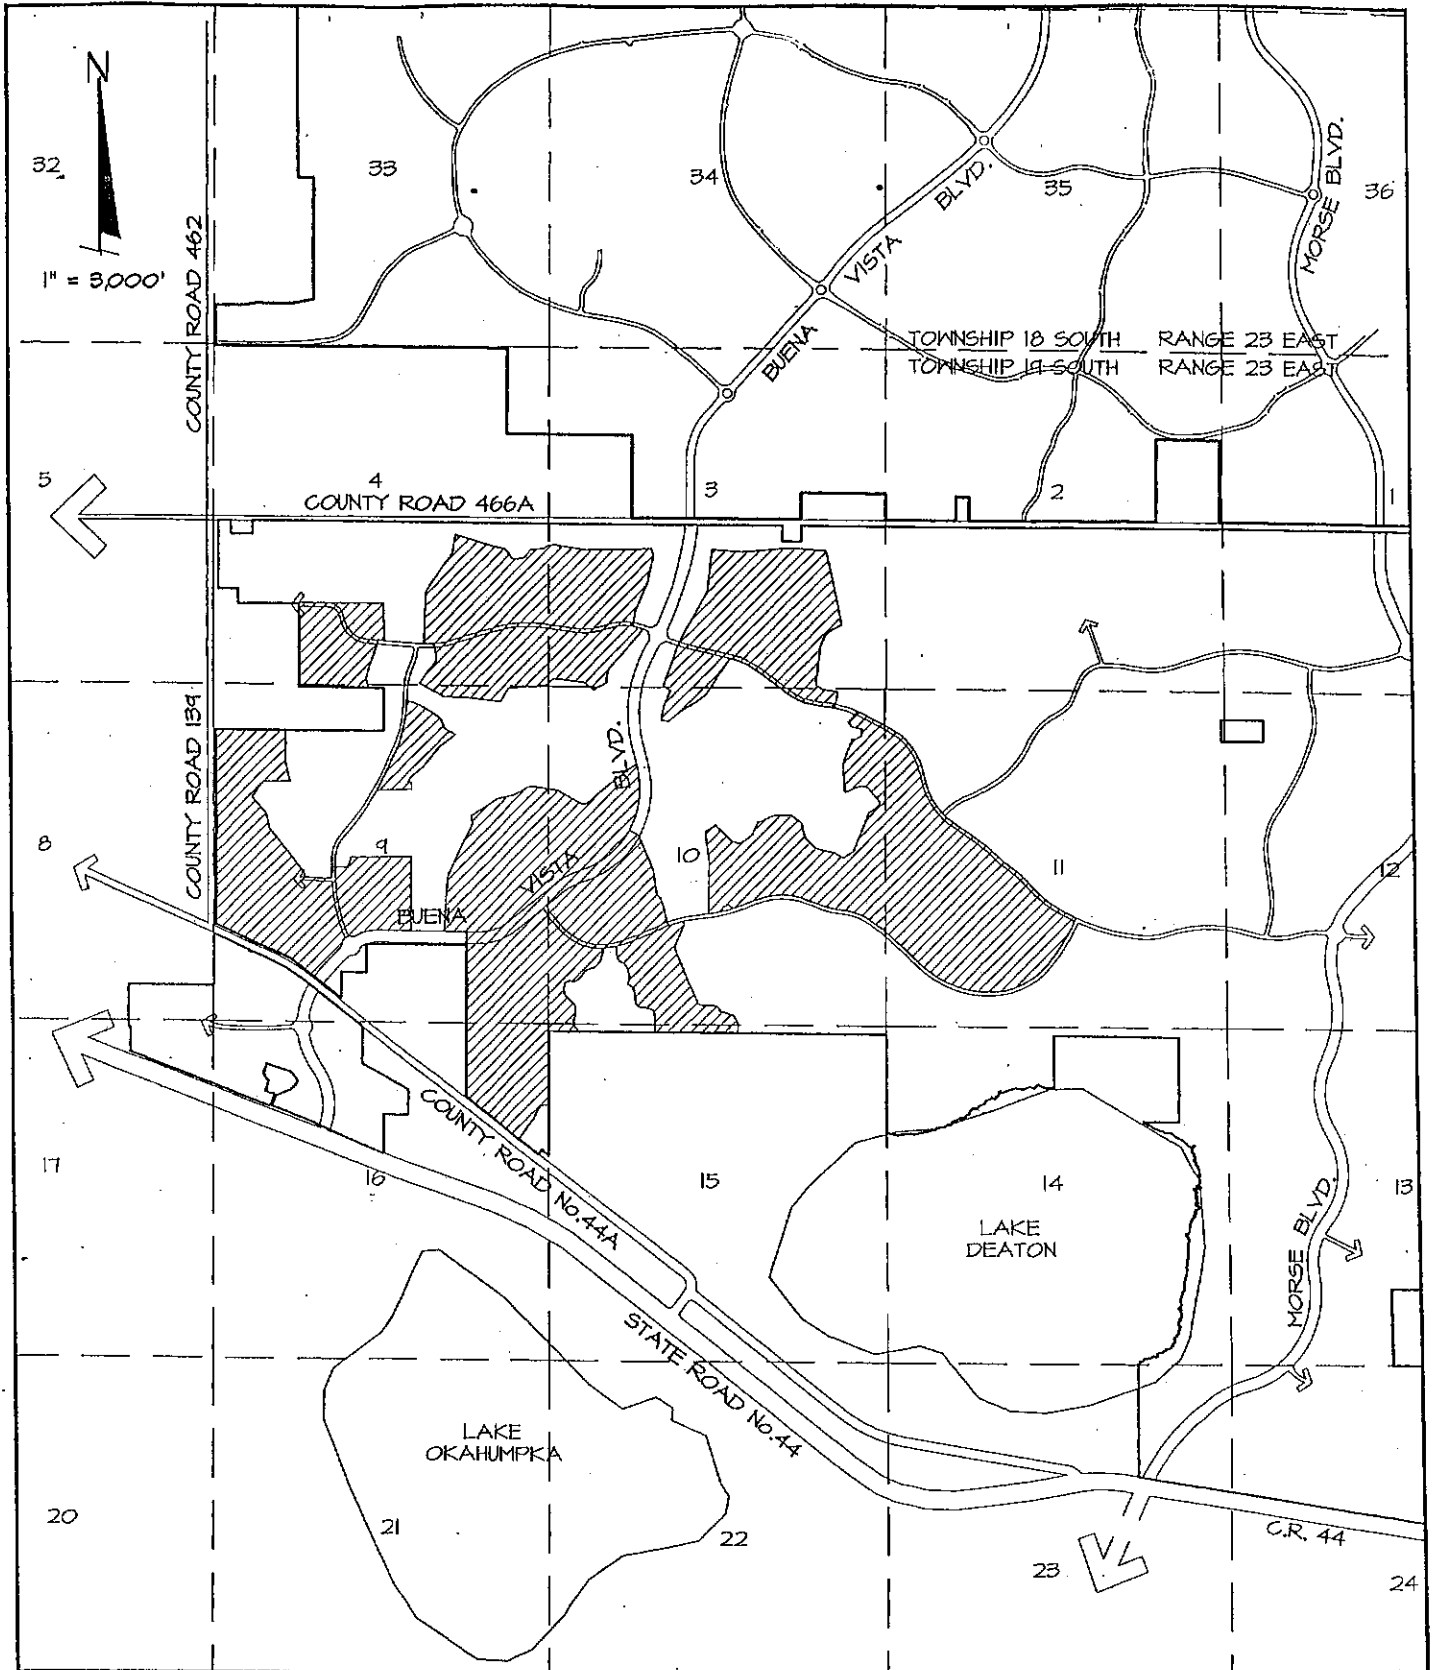 N
1" = 3,000'
32
33
34
35
36
COUNTY ROAD 462
BUENA VISTA BLVD.
MORSE BLVD.
TOWNSHIP 18 SOUTH RANGE 23 EAST
TOWNSHIP 19 SOUTH RANGE 23 EAST
5
4
3
2
1
COUNTY ROAD 466A
COUNTY ROAD 139
BUENA VISTA BLVD.
8
9
10
11
12
17
16
15
14
13
COUNTY ROAD No.44A
LAKE
DEATON
MORSE BLVD.
STATE ROAD No.44
LAKE
OKAHUMPKA
20
21
22
23
24
C.R. 44